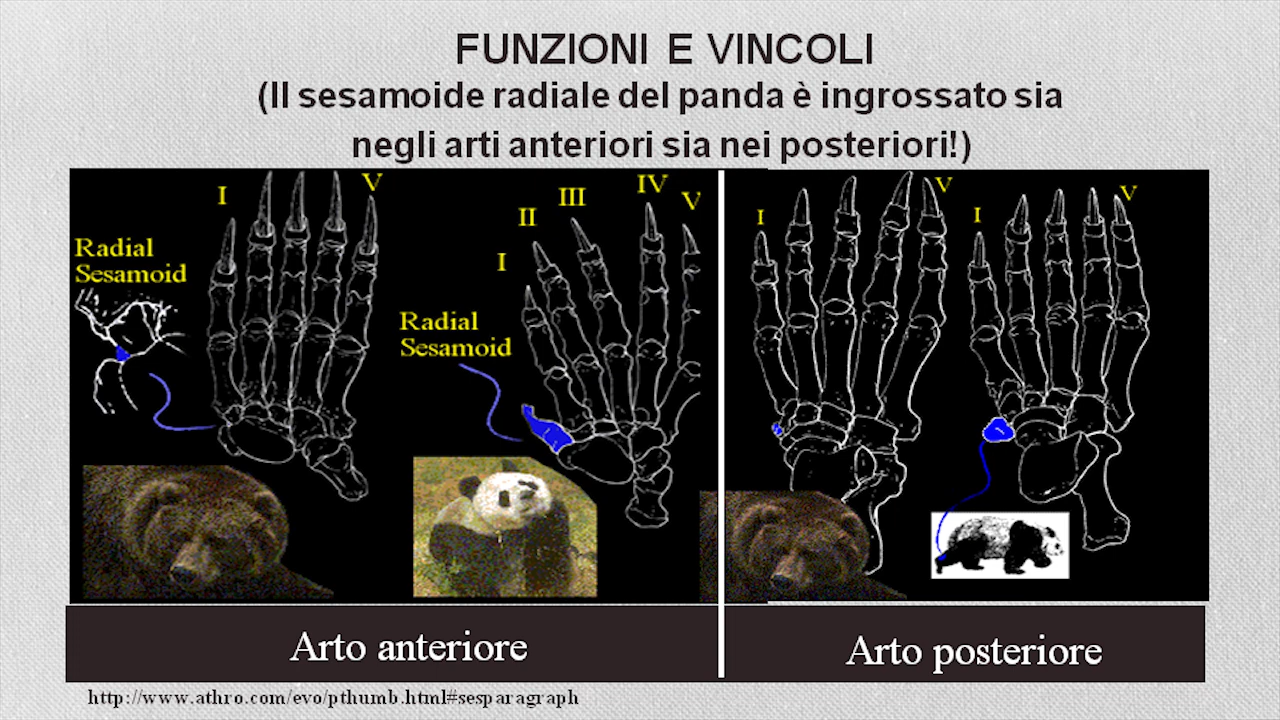 FUNZIONI E VINCOLI
(Il sesamoide radiale del panda è ingrossato sia
negli arti anteriori sia nei posteriori!)
I
V
Radial
Sesamoid
I
II
III
IV
V
Radial
Sesamoid
I
V
I
V
Arto anteriore
Arto posteriore
http://www.athro.com/evo/pthumb.html#sesparagraph